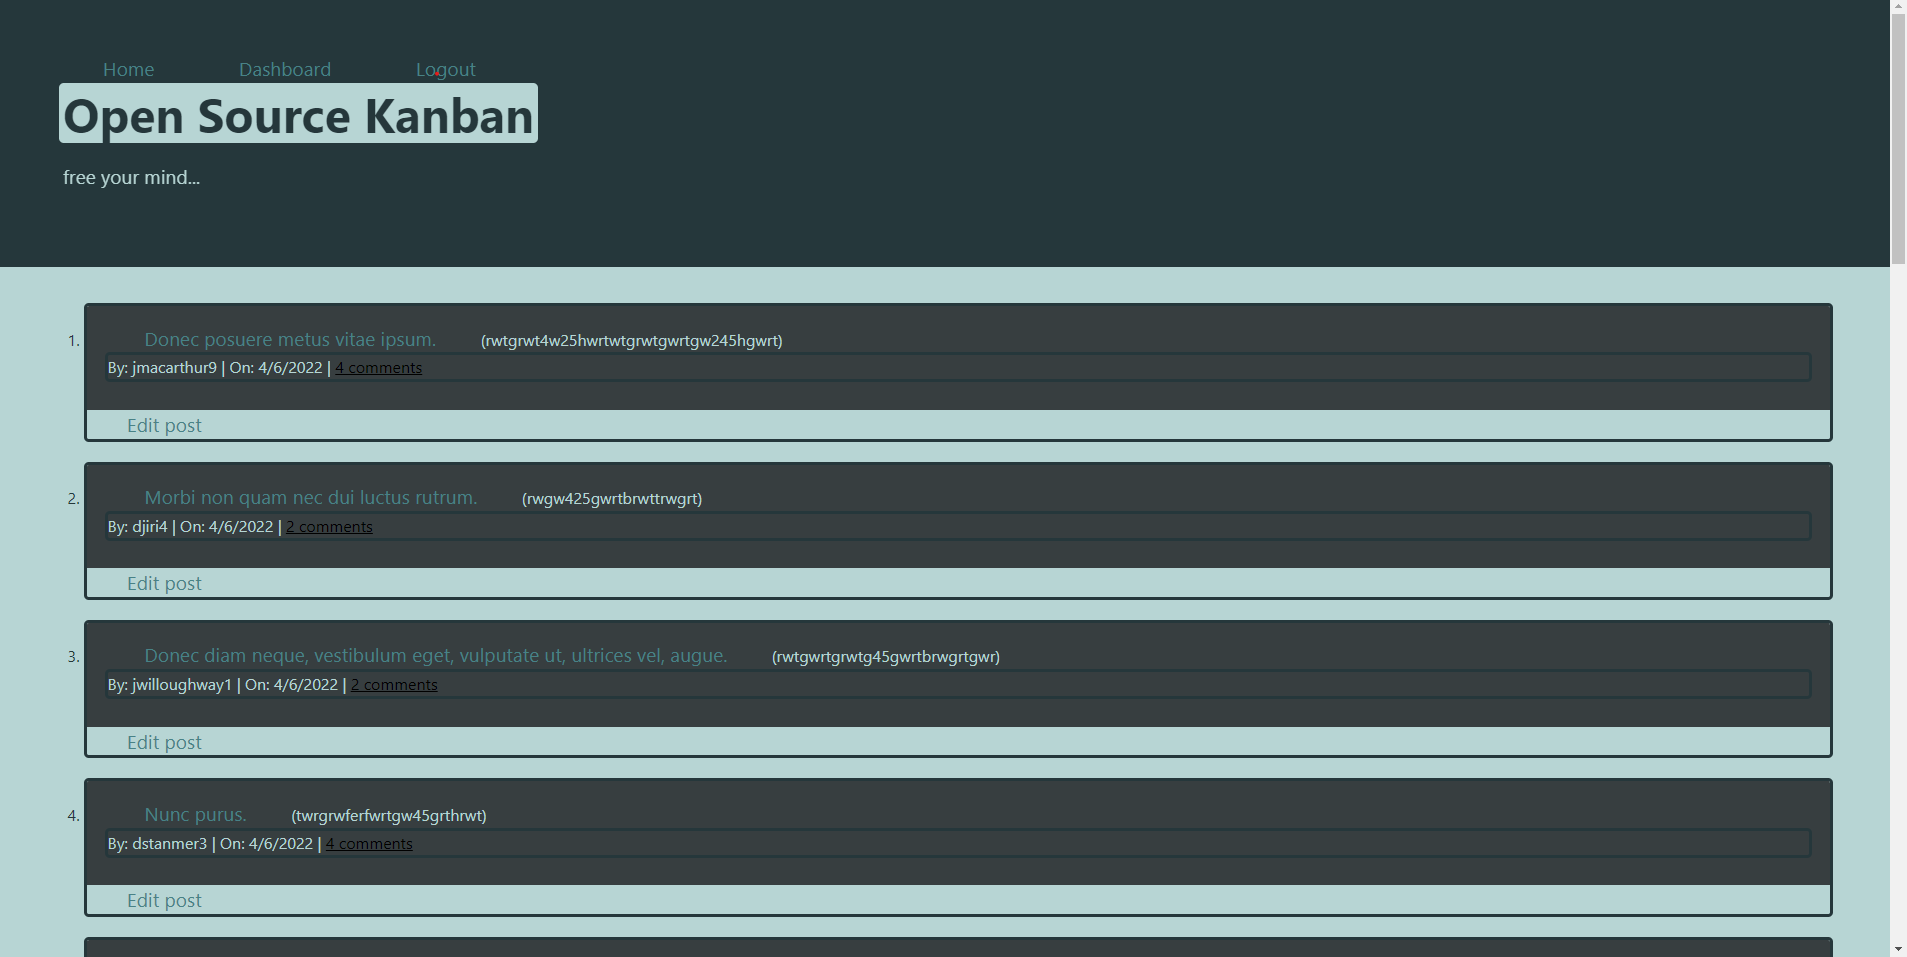 Home Dashboard Logout
Open Source Kanban
free your mind...
1. Donec posuere metus vitae ipsum. (rwtgrwt4w25hwrtwtgrwtgwrtgw245hgwrt)
By: jmacarthur9 | On: 4/6/2022 | 4 comments
Edit post
2. Morbi non quam nec dui luctus rutrum. (rwgw425gwrtbrwttrwgrt)
By: djiri4 | On: 4/6/2022 | 2 comments
Edit post
3. Donec diam neque, vestibulum eget, vulputate ut, ultrices vel, augue. (rwtgwrtgrwtg45gwrtbrwgrtgwr)
By: jwilloughway1 | On: 4/6/2022 | 2 comments
Edit post
4. Nunc purus. (twrgrwferfwrtgw45grthrwt)
By: dstanmer3 | On: 4/6/2022 | 4 comments
Edit post